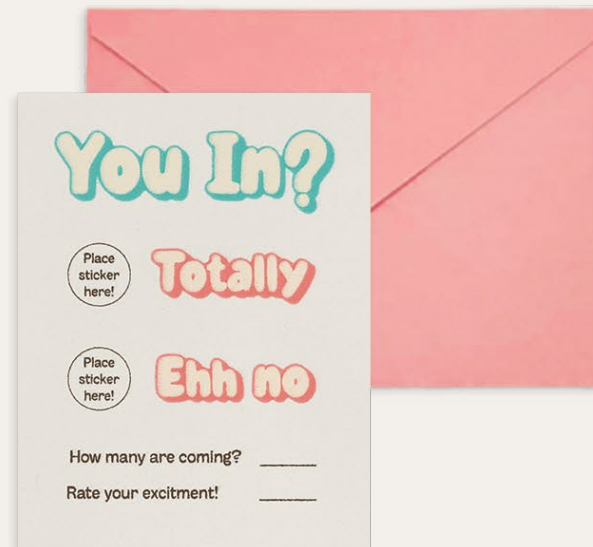 You In?
Place
sticker
here!
Totally
Place
sticker
here!
Ehh no
How many are coming?
Rate your excitment!